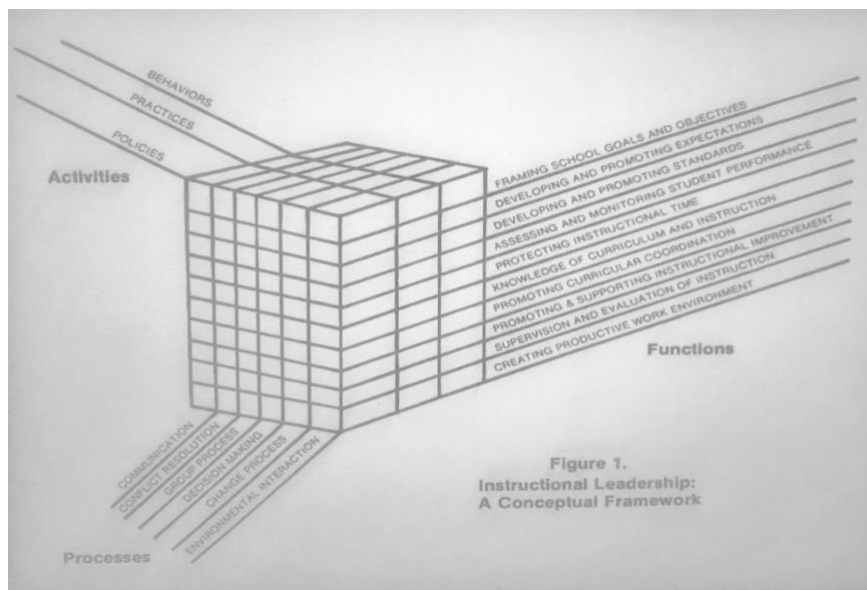 BEHAVIORS
PRACTICES
POLICIES
Activities
FRAMING SCHOOL GOALS AND OBJECTIVES
DEVELOPING AND PROMOTING EXPECTATIONS
DEVELOPING AND PROMOTING STANDARDS
ASSESSING AND MONITORING STUDENT PERFORMANCE
PROTECTING INSTRUCTIONAL TIME
KNOWLEDGE OF CURRICULUM AND INSTRUCTION
PROMOTING CURRICULAR COORDINATION
PROMOTING & SUPPORTING INSTRUCTIONAL IMPROVEMENT
SUPERVISION AND EVALUATION OF INSTRUCTION
CREATING PRODUCTIVE WORK ENVIRONMENT
Functions
COMMUNICATION
CONFLICT RESOLUTION
GROUP PROCESS
DECISION MAKING
CHANGE PROCESS
ENVIRONMENTAL INTERACTION
Processes
Figure 1.
Instructional Leadership:
A Conceptual Framework